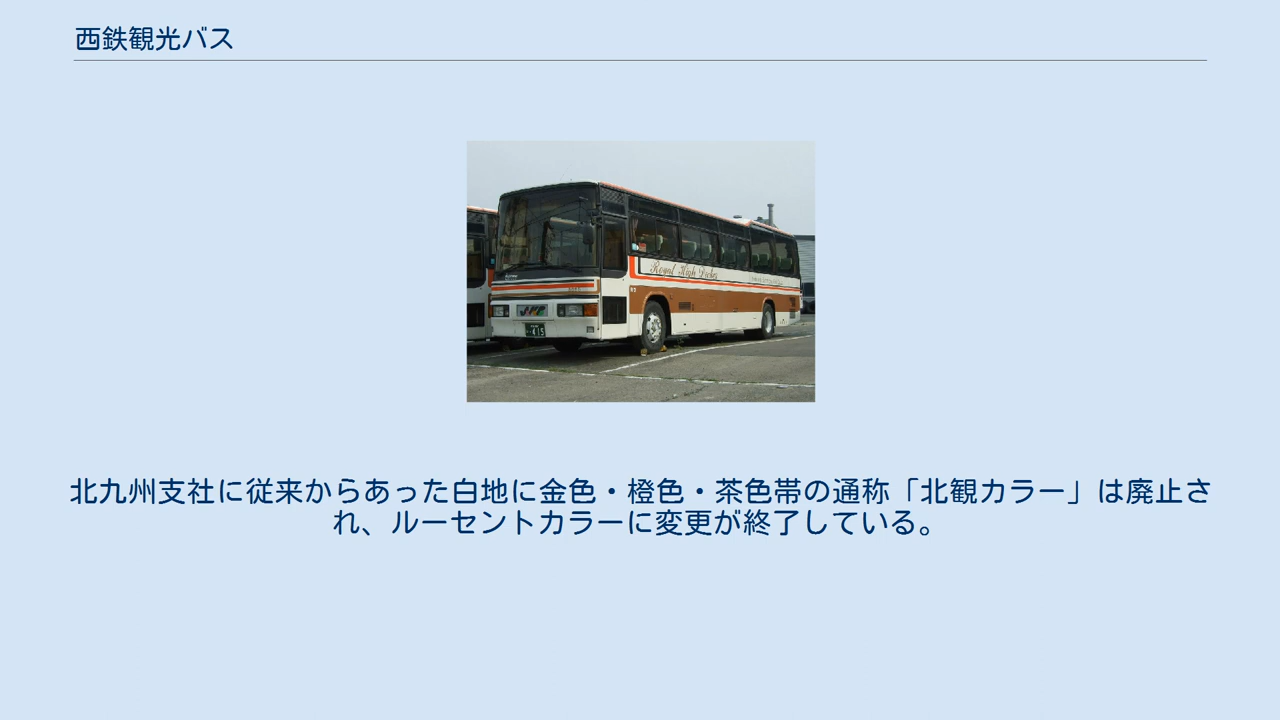 西鉄観光バス
Royal High Decker
北九州支社に従来からあった白地に金色・橙色・茶色帯の通称「北観カラー」は廃止さ
れ、ルーセントカラーに変更が終了している。